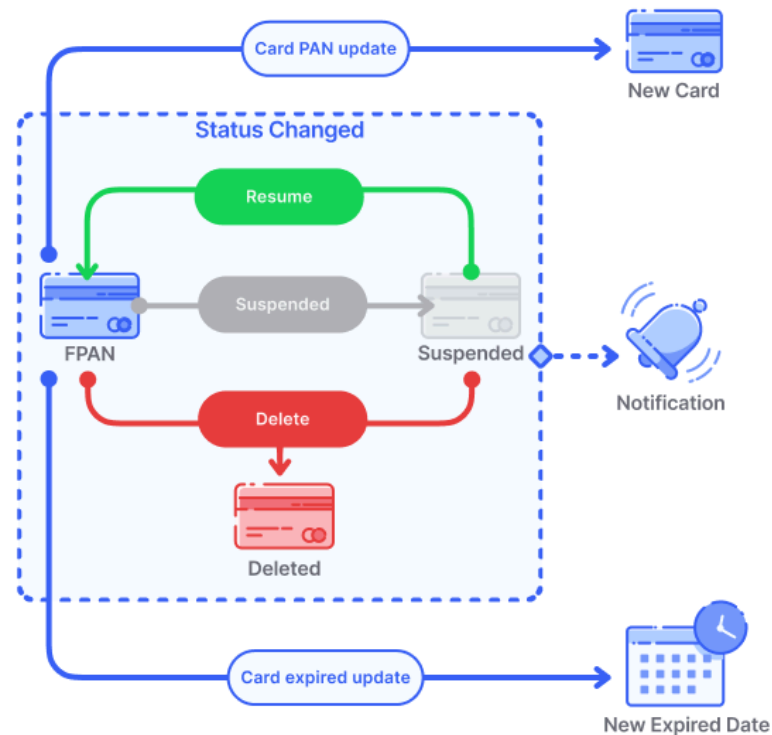 Card PAN update
New Card
Status Changed
Resume
Suspended
FPAN
Suspended
Notification
Delete
Deleted
Card expired update
New Expired Date